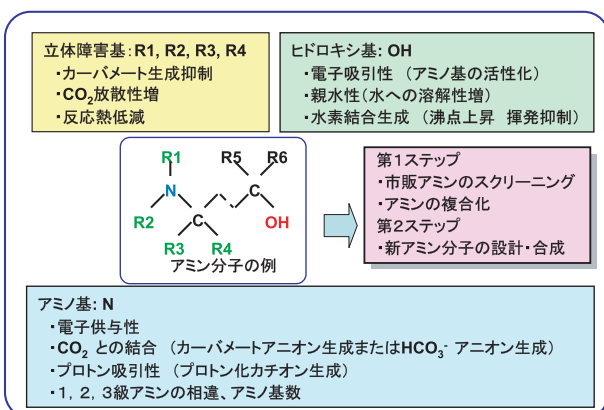 立体障害基:R1, R2, R3, R4
・カーバメート生成抑制
・CO₂放散性増
・反応熱低減
ヒドロキシ基: OH
・電子吸引性 (アミノ基の活性化)
・親水性(水への溶解性増)
・水素結合生成 (沸点上昇 揮発抑制)
R1 R5 R6
N C
R2 C OH
R3 R4
アミン分子の例
第1ステップ
・市販アミンのスクリーニング
・アミンの複合化
第2ステップ
・新アミン分子の設計・合成
アミノ基: N
・電子供与性
・CO₂ との結合 (カーバメートアニオン生成またはHCO₃⁻ アニオン生成)
・プロトン吸引性 (プロトン化カチオン生成)
・1, 2, 3級アミンの相違、アミノ基数